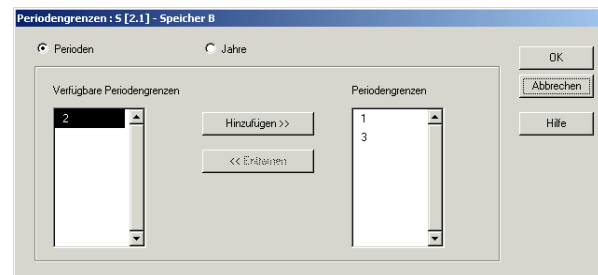 Periodengrenzen : S [2.1] - Speicher B
Perioden
Jahre
OK
Verfügbare Periodengrenzen
Periodengrenzen
Abbrechen
2
Hinzufügen >>
1
3
Hilfe
<< Entfernen